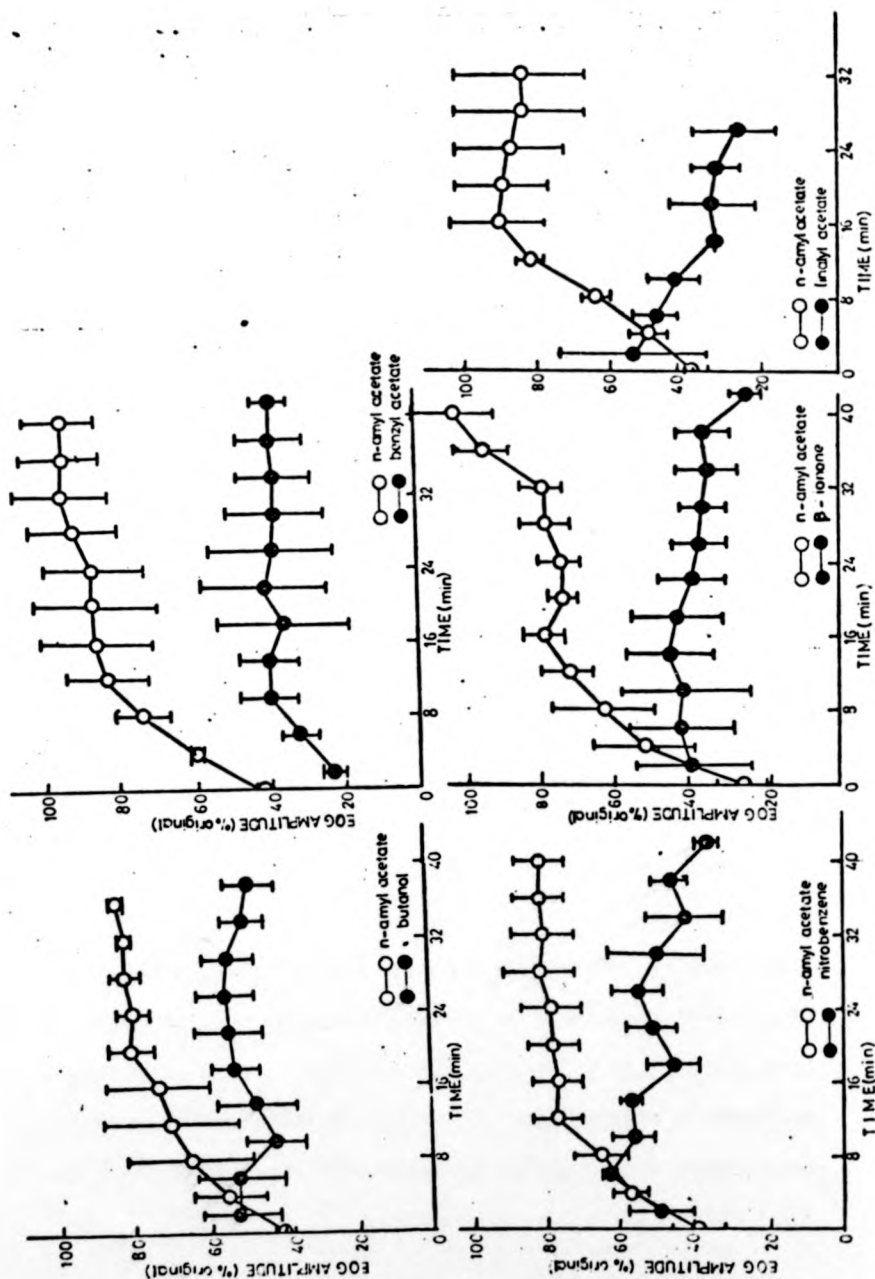 EOG AMPLITUDE (% original)
100
80
60
40
20
0
8
16
24
32
40
TIME (min)
n-amyl acetate
butanol
EOG AMPLITUDE (% original)
100
80
60
40
20
0
8
16
24
32
TIME (min)
n-amyl acetate
benzyl acetate
EOG AMPLITUDE (% original)
100
80
60
40
20
0
8
16
24
32
40
TIME (min)
n-amyl acetate
nitrobenzene
EOG AMPLITUDE (% original)
100
80
60
40
20
0
8
16
24
32
40
TIME (min)
n-amyl acetate
β-ionone
100
80
60
40
20
0
8
16
24
32
TIME (min)
n-amyl acetate
linalyl acetate